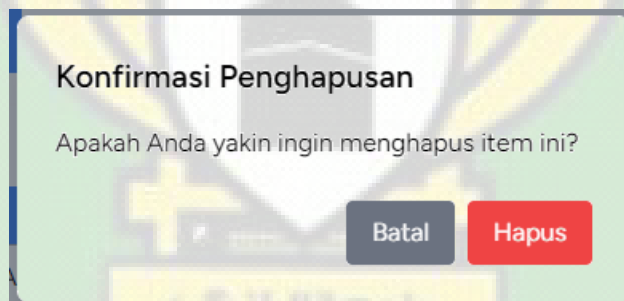 Konfirmasi Penghapusan
Apakah Anda yakin ingin menghapus item ini?
Batal Hapus